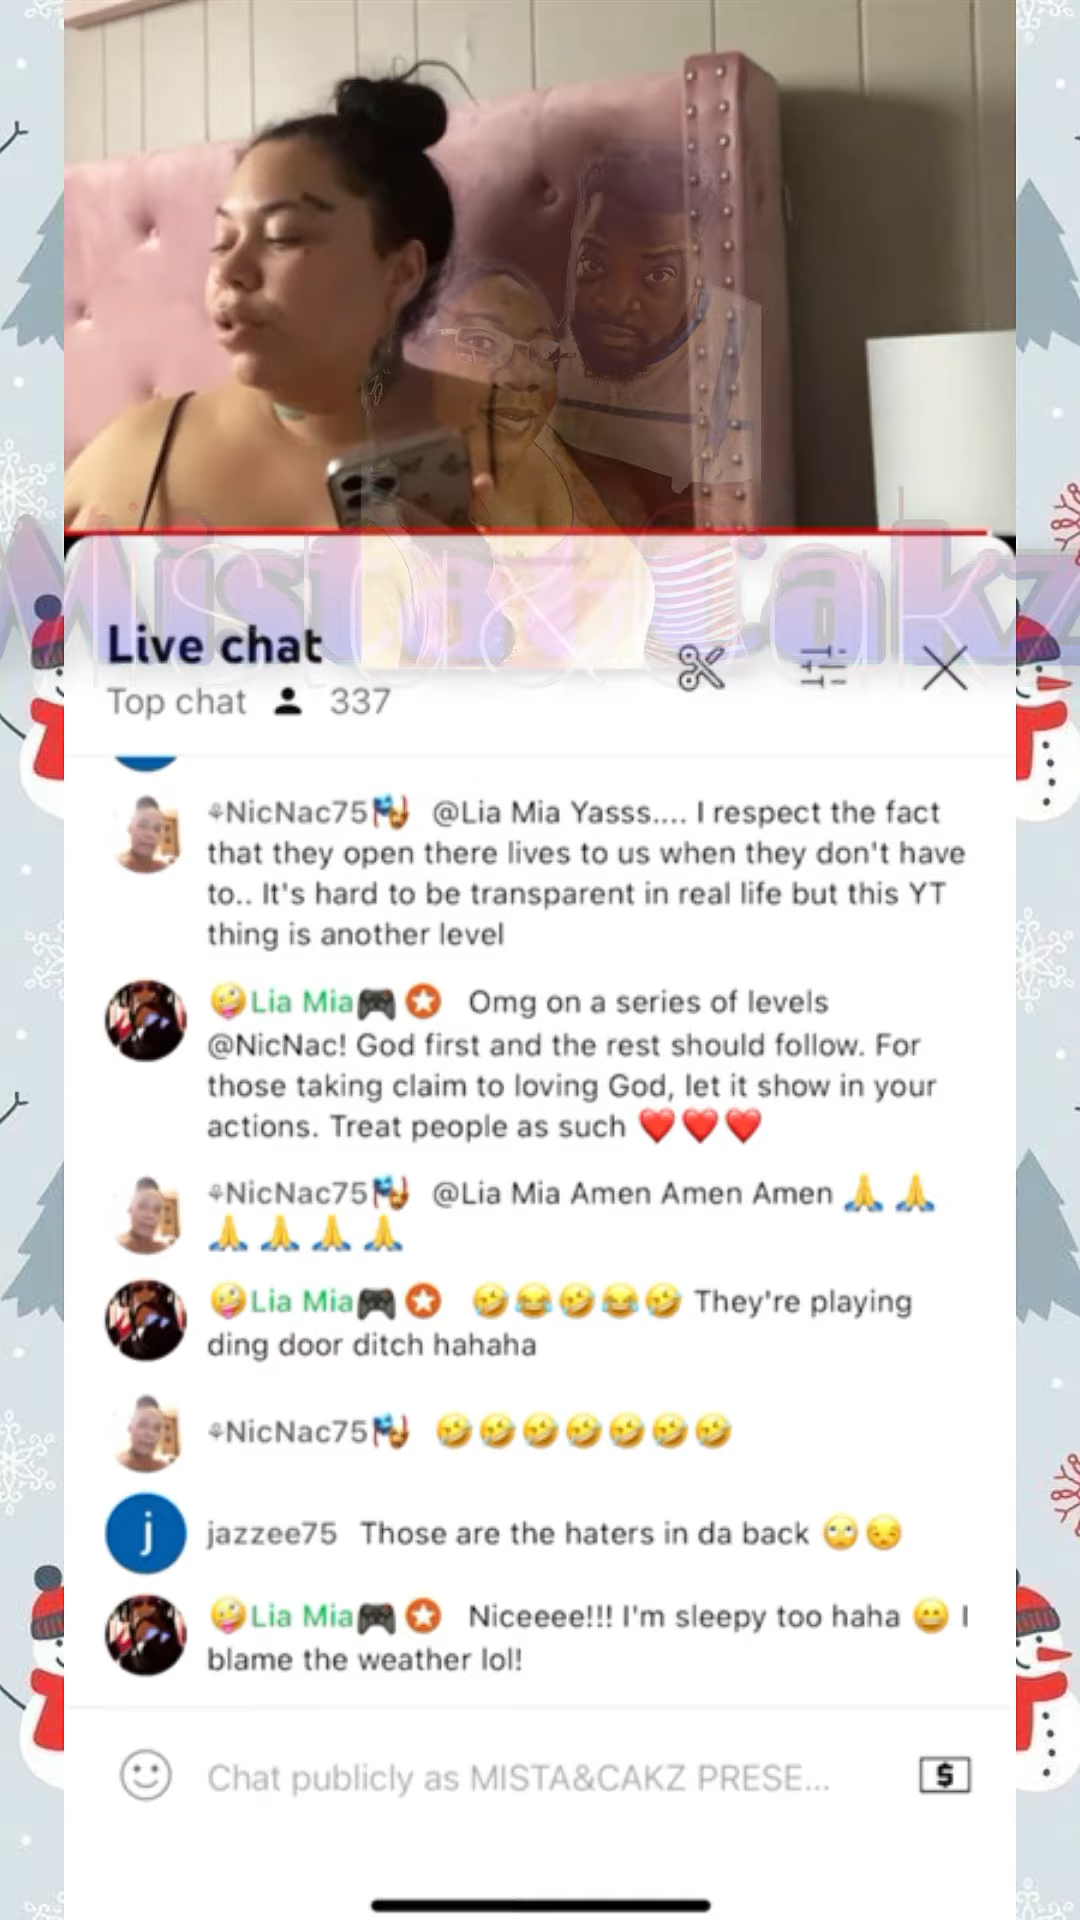 Mista & Cakz
Live chat
Top chat 337
NicNac75 @Lia Mia Yasss.... I respect the fact
that they open there lives to us when they don't have
to.. It's hard to be transparent in real life but this YT
thing is another level
🤪Lia Mia🎮 Omg on a series of levels
@NicNac! God first and the rest should follow. For
those taking claim to loving God, let it show in your
actions. Treat people as such ❤️❤️❤️
NicNac75 @Lia Mia Amen Amen Amen 🙏 🙏
🙏 🙏 🙏 🙏
🤪Lia Mia🎮 🤣😂🤣😂🤣 They're playing
ding door ditch hahaha
NicNac75 🤣🤣🤣🤣🤣🤣🤣
j
jazzee75 Those are the haters in da back 🙄😒
🤪Lia Mia🎮 Niceeee!!! I'm sleepy too haha 😁 I
blame the weather lol!
Chat publicly as MISTA&CAKZ PRESE...
$